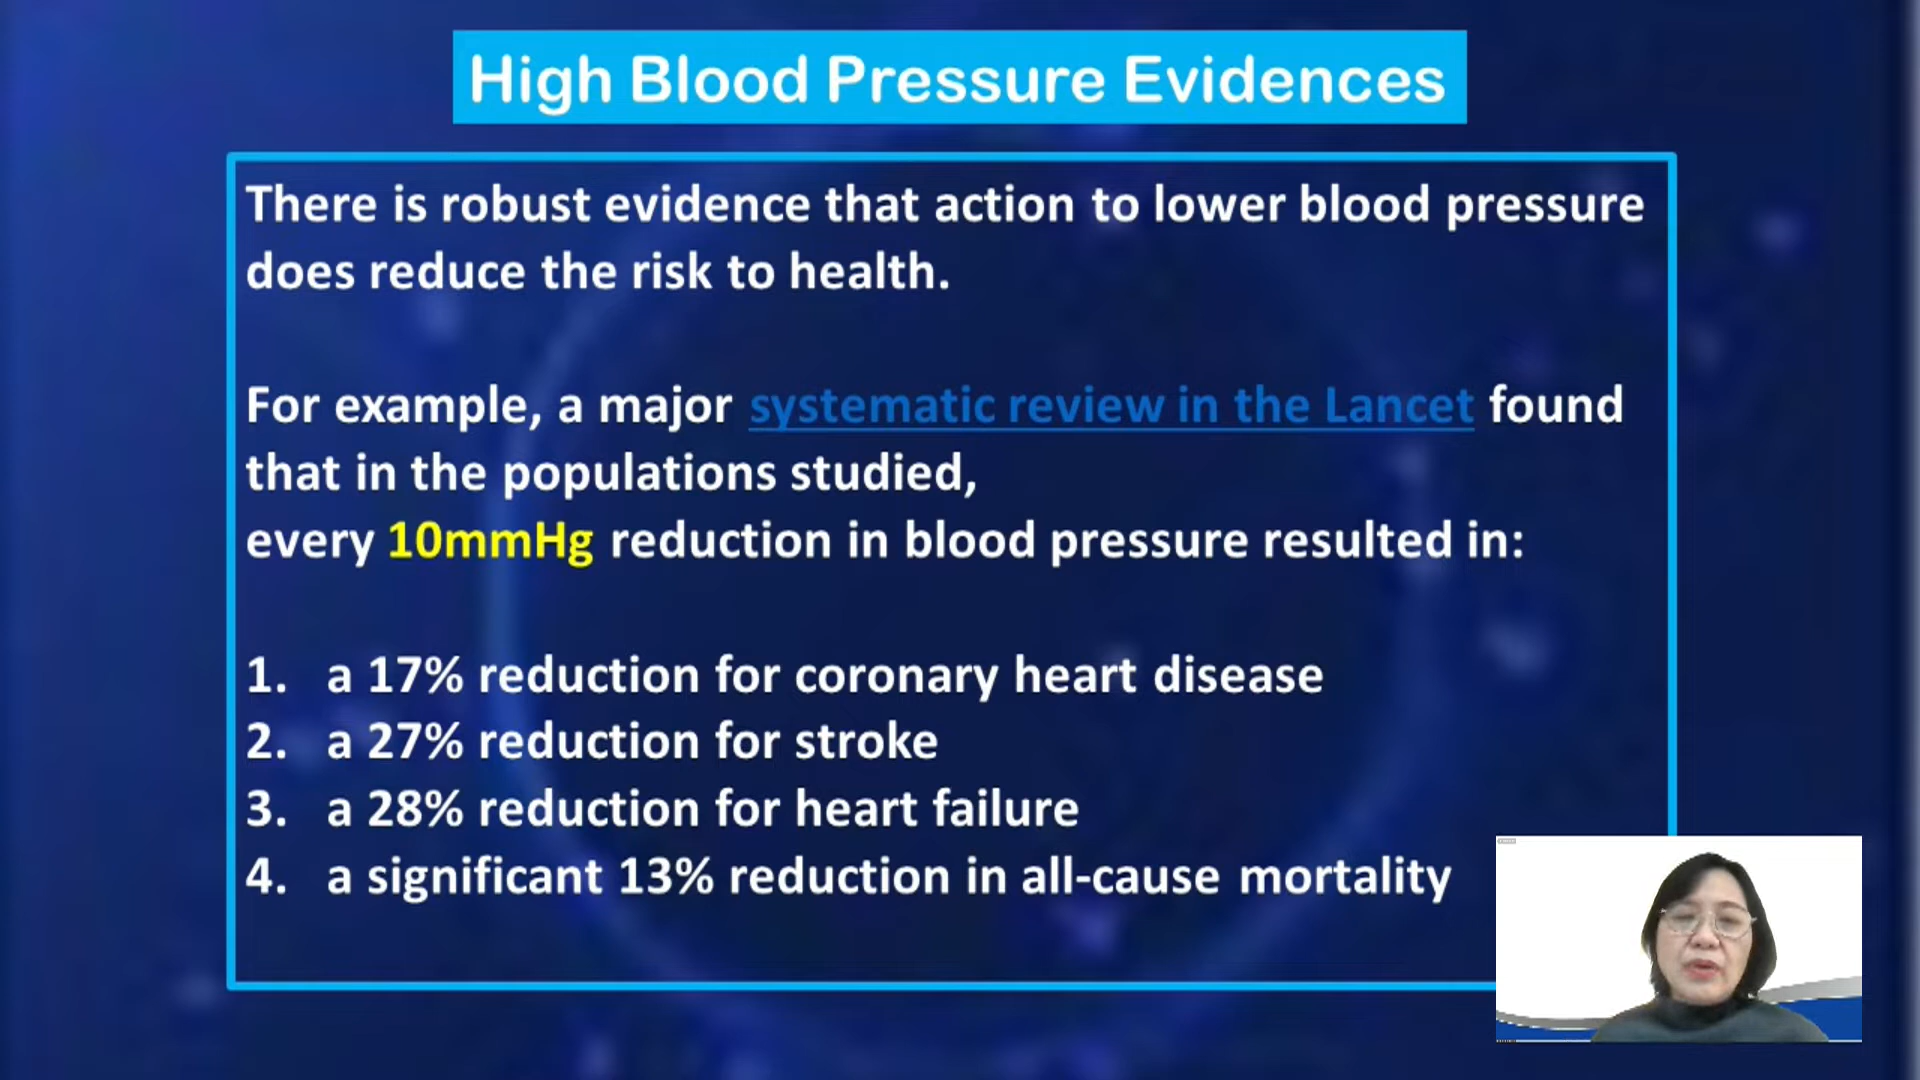 High Blood Pressure Evidences
There is robust evidence that action to lower blood pressure
does reduce the risk to health.
For example, a major systematic review in the Lancet found
that in the populations studied,
every 10mmHg reduction in blood pressure resulted in:
1. a 17% reduction for coronary heart disease
2. a 27% reduction for stroke
3. a 28% reduction for heart failure
4. a significant 13% reduction in all-cause mortality